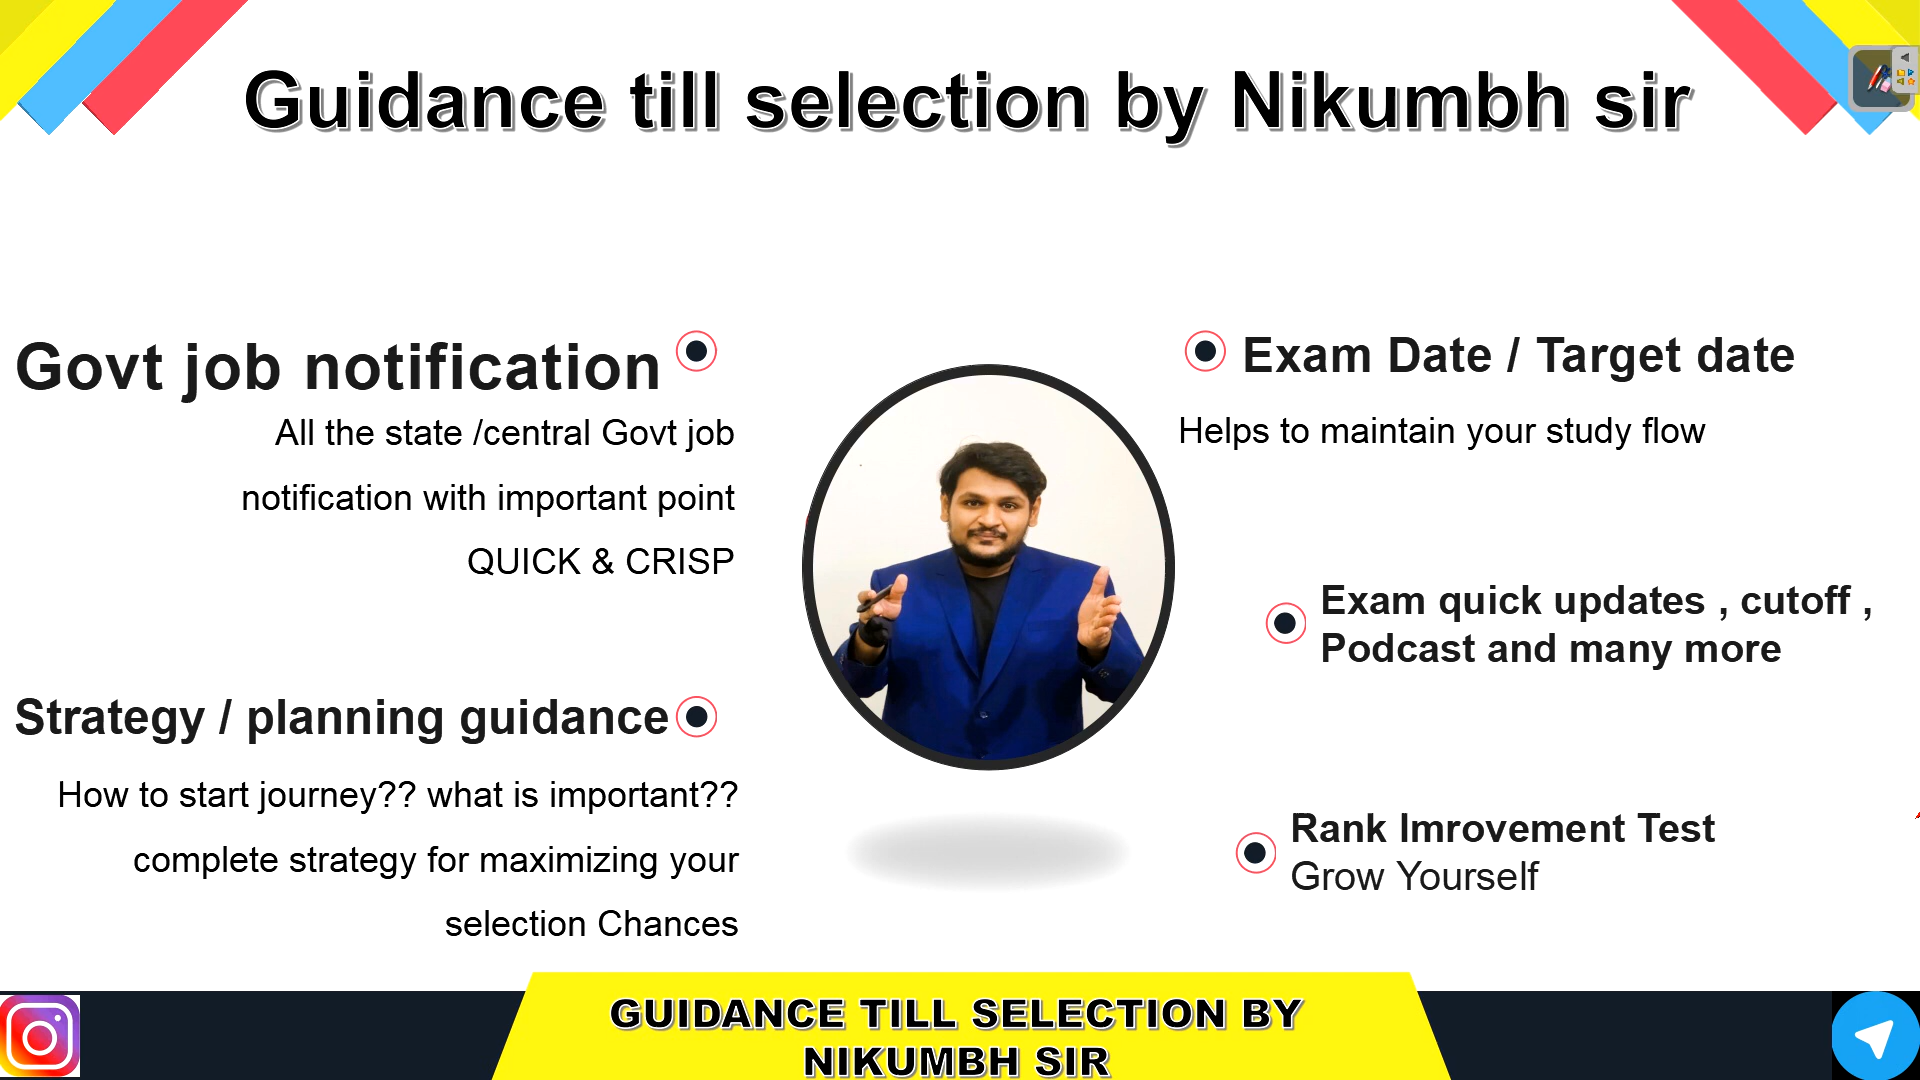 Guidance till selection by Nikumbh sir
Govt job notification
All the state /central Govt job
notification with important point
QUICK & CRISP
Strategy / planning guidance
How to start journey?? what is important??
complete strategy for maximizing your
selection Chances
Exam Date / Target date
Helps to maintain your study flow
Exam quick updates , cutoff ,
Podcast and many more
Rank Imrovement Test
Grow Yourself
GUIDANCE TILL SELECTION BY
NIKUMBH SIR